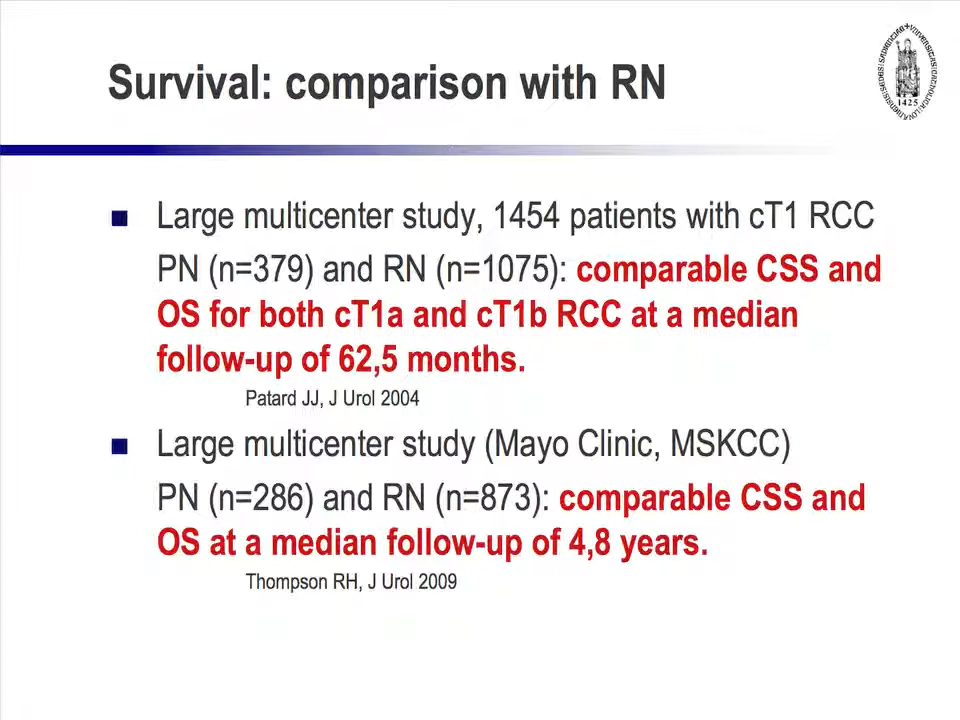 Survival: comparison with RN
1425
Large multicenter study, 1454 patients with cT1 RCC
PN (n=379) and RN (n=1075): comparable CSS and
OS for both cT1a and cT1b RCC at a median
follow-up of 62,5 months.
Patard JJ, J Urol 2004
Large multicenter study (Mayo Clinic, MSKCC)
PN (n=286) and RN (n=873): comparable CSS and
OS at a median follow-up of 4,8 years.
Thompson RH, J Urol 2009